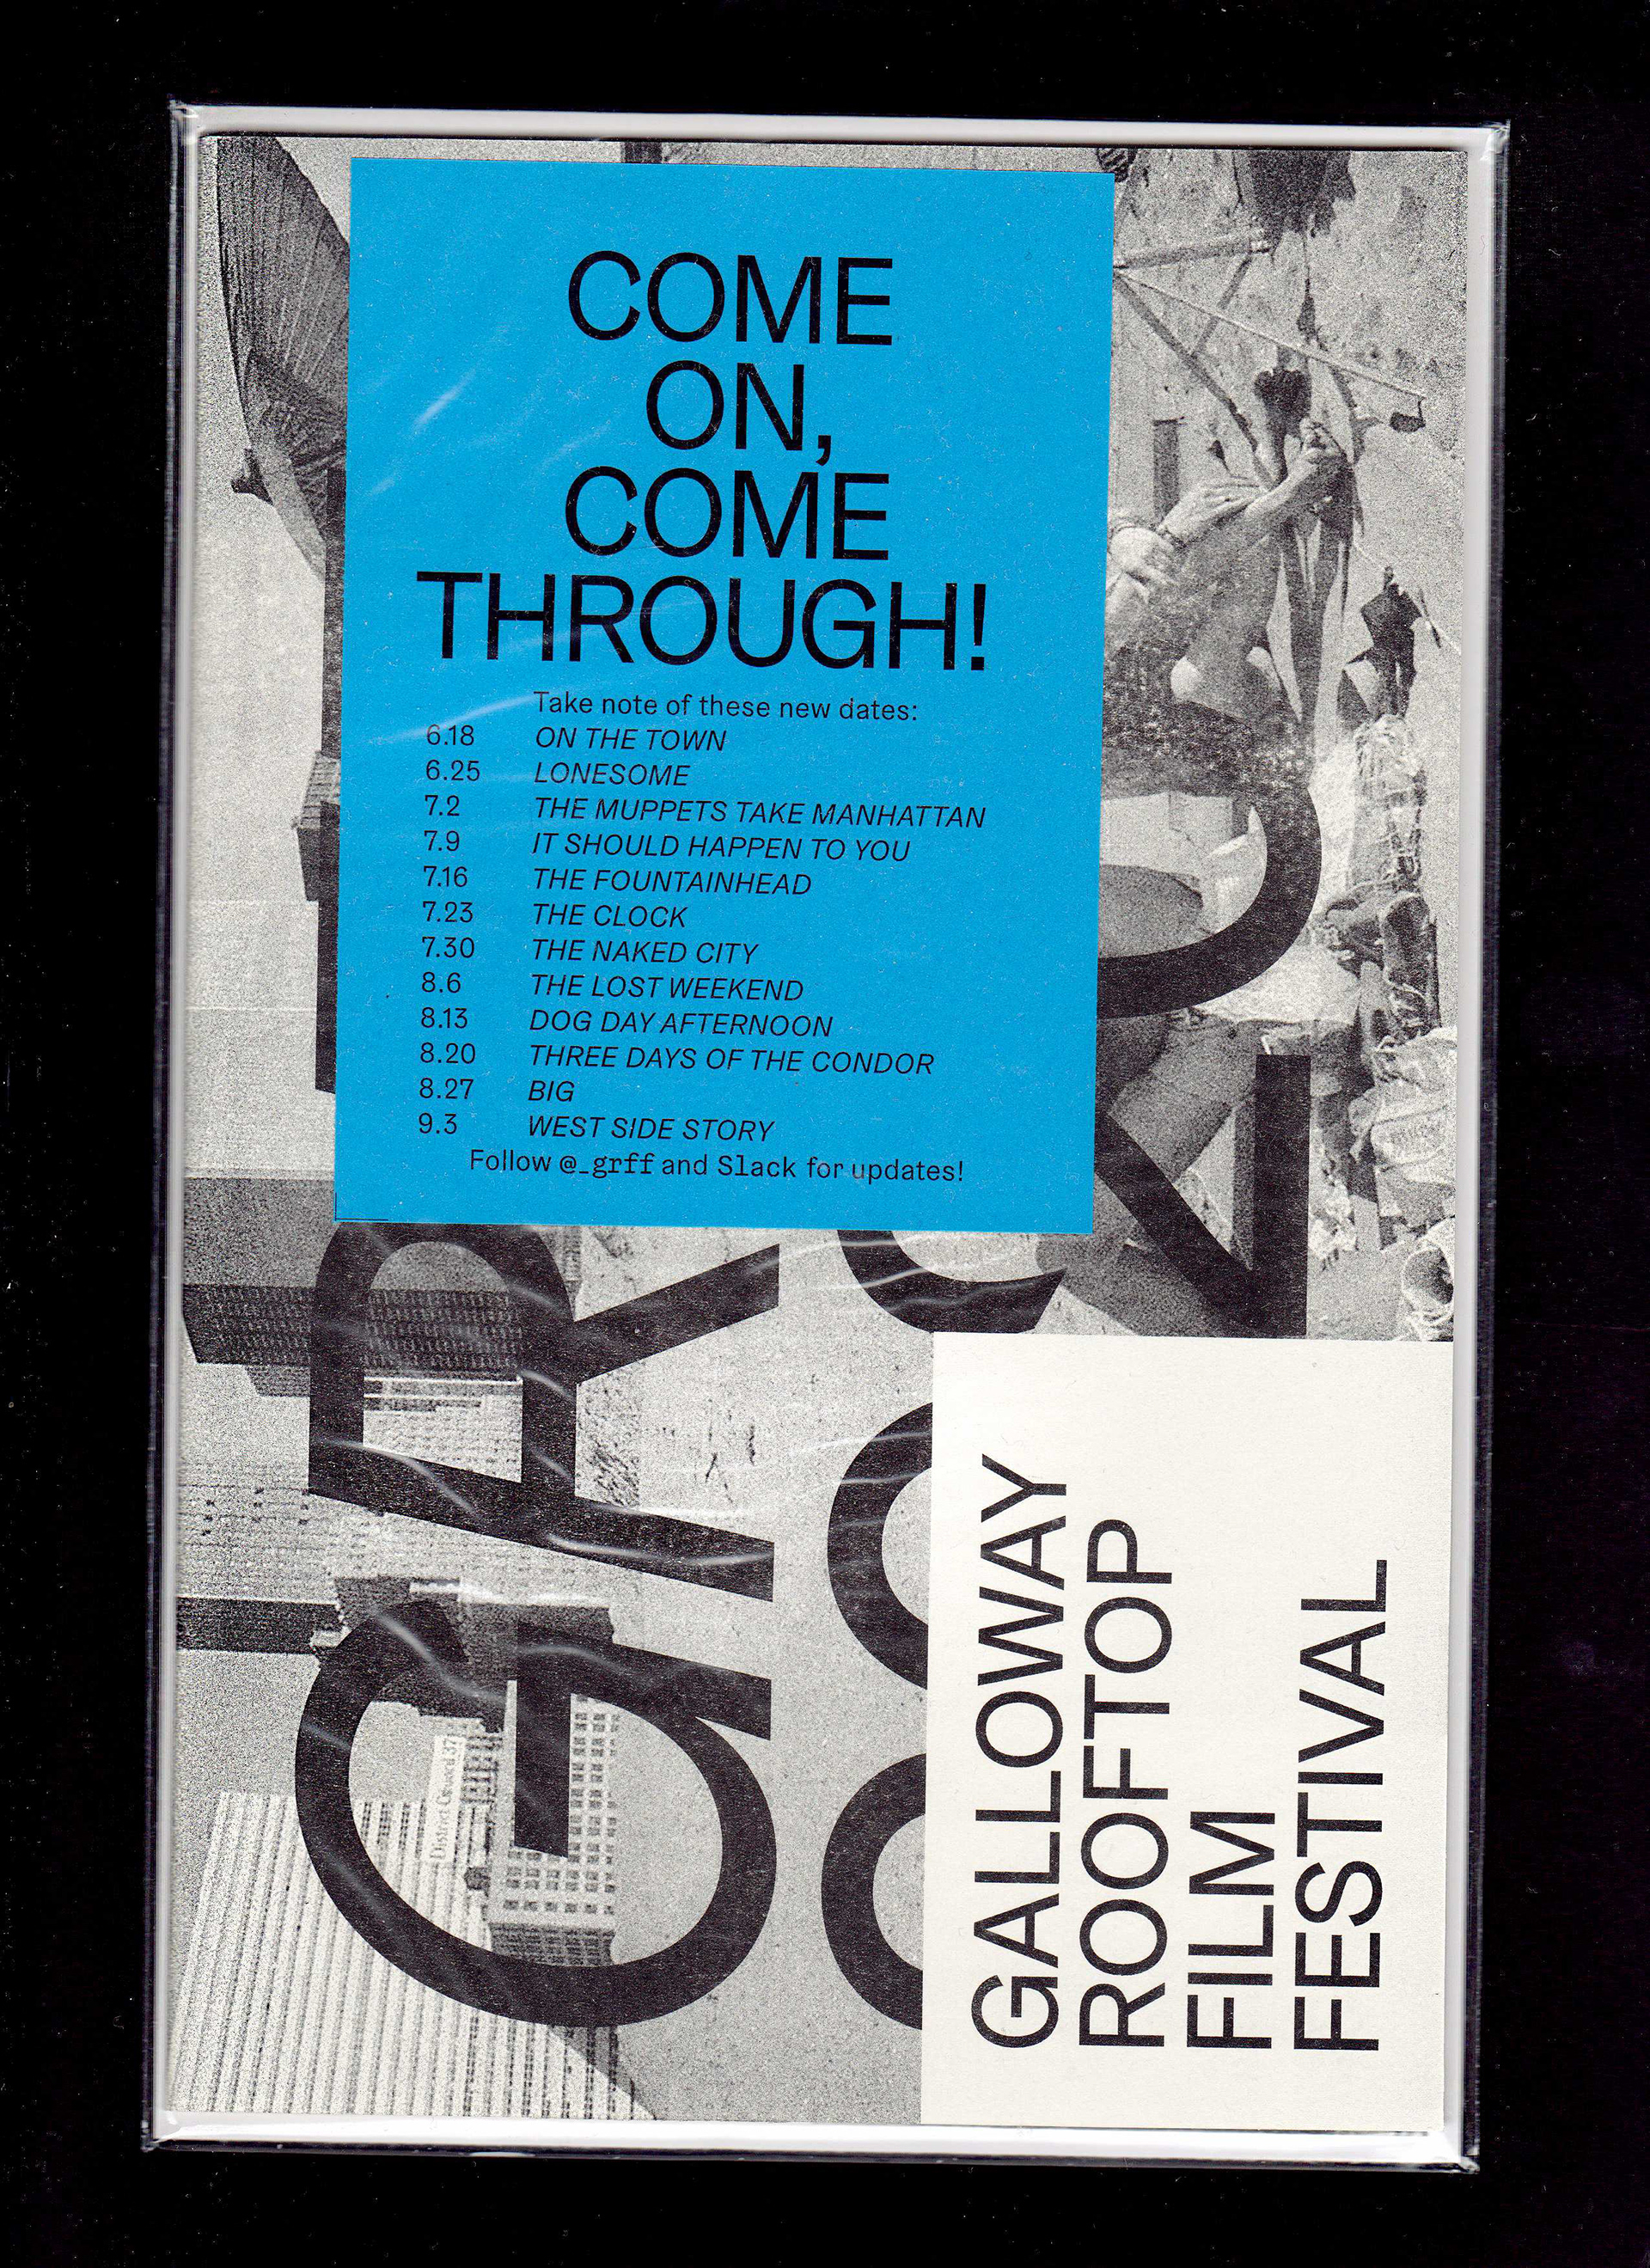 COME
ON,
COME
THROUGH!
Take note of these new dates:
6.18 ON THE TOWN
6.25 LONESOME
7.2 THE MUPPETS TAKE MANHATTAN
7.9 IT SHOULD HAPPEN TO YOU
7.16 THE FOUNTAINHEAD
7.23 THE CLOCK
7.30 THE NAKED CITY
8.6 THE LOST WEEKEND
8.13 DOG DAY AFTERNOON
8.20 THREE DAYS OF THE CONDOR
8.27 BIG
9.3 WEST SIDE STORY
Follow @_grff and Slack for updates!
GR
District Council 37
GALLOWAY
ROOFTOP
FILM
FESTIVAL